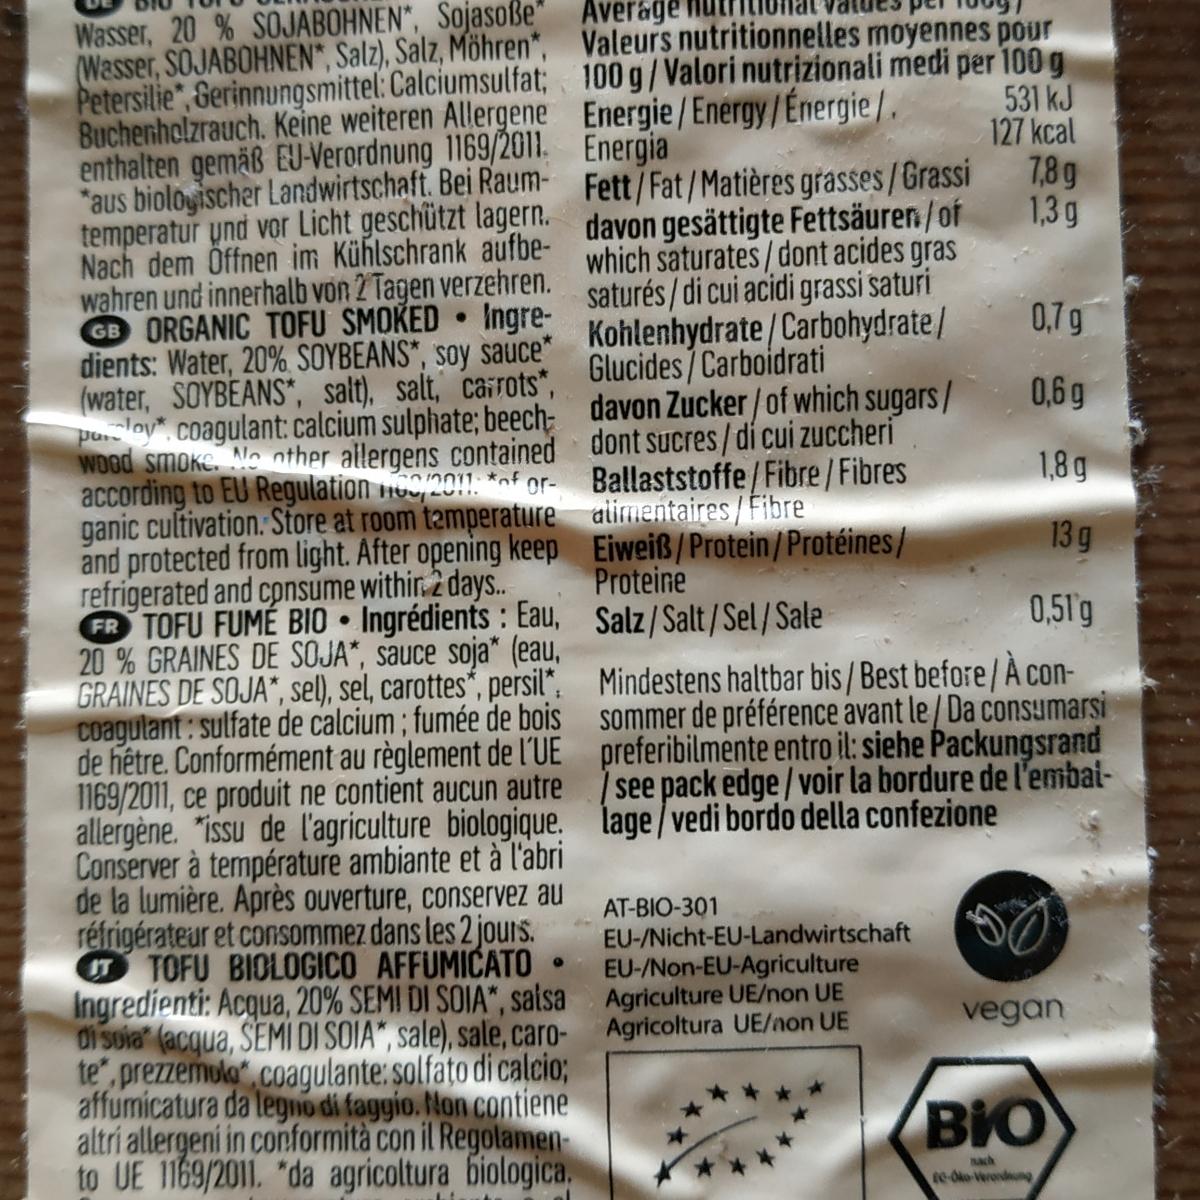 DE BIO TOFU
Wasser, 20 % SOJABOHNEN*, Sojasoße*
(Wasser, SOJABOHNEN*, Salz), Salz, Möhren*,
Petersilie*, Gerinnungsmittel: Calciumsulfat;
Buchenholzrauch. Keine weiteren Allergene
enthalten gemäß EU-Verordnung 1169/2011.
*aus biologischer Landwirtschaft. Bei Raum-
temperatur und vor Licht geschützt lagern.
Nach dem Öffnen im Kühlschrank aufbe-
wahren und innerhalb von 2 Tagen verzehren.
GB ORGANIC TOFU SMOKED • Ingre-
dients: Water, 20% SOYBEANS*, soy sauce*
(water, SOYBEANS*, salt), salt, carrots*,
parsley*, coagulant: calcium sulphate; beech-
wood smoke. No other allergens contained
according to EU Regulation 1169/2011. *of or-
ganic cultivation. Store at room temperature
and protected from light. After opening keep
refrigerated and consume within 2 days..
FR TOFU FUMÉ BIO • Ingrédients : Eau,
20 % GRAINES DE SOJA*, sauce soja* (eau,
GRAINES DE SOJA*, sel), sel, carottes*, persil*,
coagulant : sulfate de calcium ; fumée de bois
de hêtre. Conformément au règlement de l'UE
1169/2011, ce produit ne contient aucun autre
allergène. *issu de l'agriculture biologique.
Conserver à température ambiante et à l'abri
de la lumière. Après ouverture, conservez au
réfrigérateur et consommez dans les 2 jours.
IT TOFU BIOLOGICO AFFUMICATO •
Ingredienti: Acqua, 20% SEMI DI SOIA*, salsa
di soia* (acqua, SEMI DI SOIA*, sale), sale, caro-
te*, prezzemolo*, coagulante: solfato di calcio;
affumicatura da legno di faggio. Non contiene
altri allergeni in conformità con il Regolamen-
to UE 1169/2011. *da agricoltura biologica.
Average nutritional values per 100g /
Valeurs nutritionnelles moyennes pour
100 g / Valori nutrizionali medi per 100 g
Energie / Energy / Énergie / . 531 kJ
Energia 127 kcal
Fett / Fat / Matières grasses / Grassi 7,8 g
davon gesättigte Fettsäuren / of 1,3 g
which saturates / dont acides gras
saturés / di cui acidi grassi saturi
Kohlenhydrate / Carbohydrate / 0,7 g
Glucides / Carboidrati
davon Zucker / of which sugars / 0,6 g
dont sucres / di cui zuccheri
Ballaststoffe / Fibre / Fibres 1,8 g
alimentaires / Fibre
Eiweiß / Protein / Protéines / 13 g
Proteine
Salz / Salt / Sel / Sale 0,51 g
Mindestens haltbar bis / Best before / À con-
sommer de préférence avant le / Da consumarsi
preferibilmente entro il: siehe Packungsrand
/ see pack edge / voir la bordure de l'embal-
lage / vedi bordo della confezione
AT-BIO-301
EU-/Nicht-EU-Landwirtschaft
EU-/Non-EU-Agriculture
Agriculture UE/non UE
Agricoltura UE/non UE
vegan
BiO
nach
EG-Öko-Verordnung